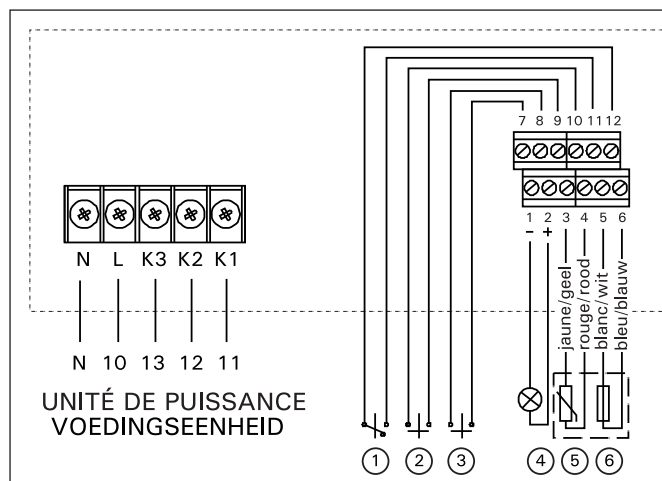 7 8 9 10 11 12
1 2 3 4 5 6
- +
jaune/geel
rouge/rood
blanc/wit
bleu/blauw
N L K3 K2 K1
N 10 13 12 11
UNITÉ DE PUISSANCE
VOEDINGSEENHEID
1 2 3 4 5 6